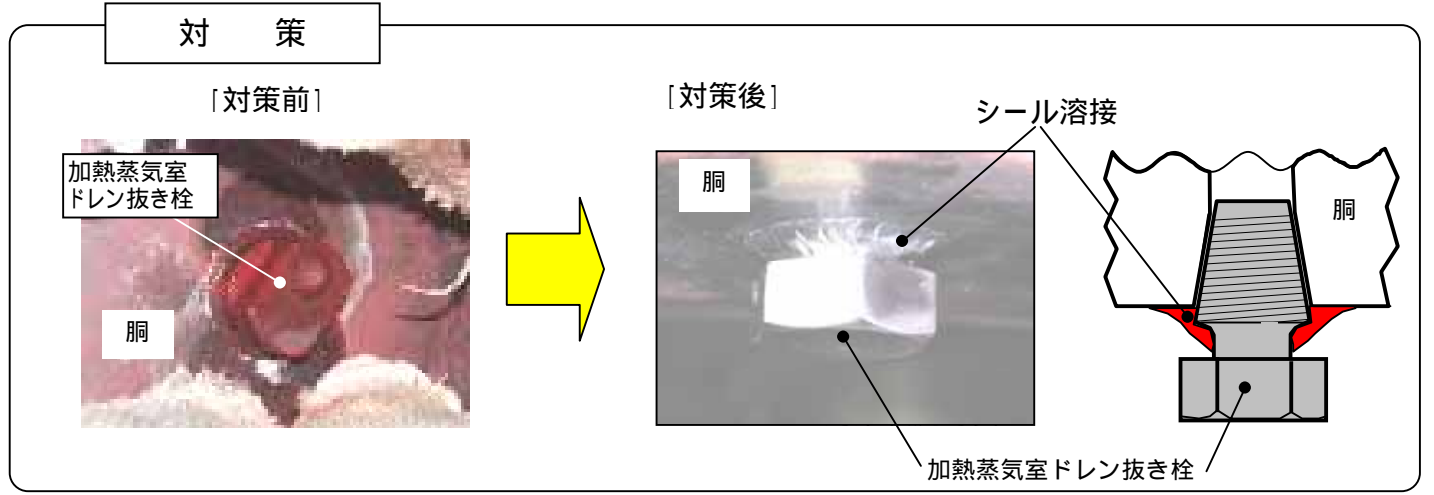 対　策
[対策前]
[対策後]
シール溶接
加熱蒸気室
ドレン抜き栓
胴
胴
胴
加熱蒸気室ドレン抜き栓